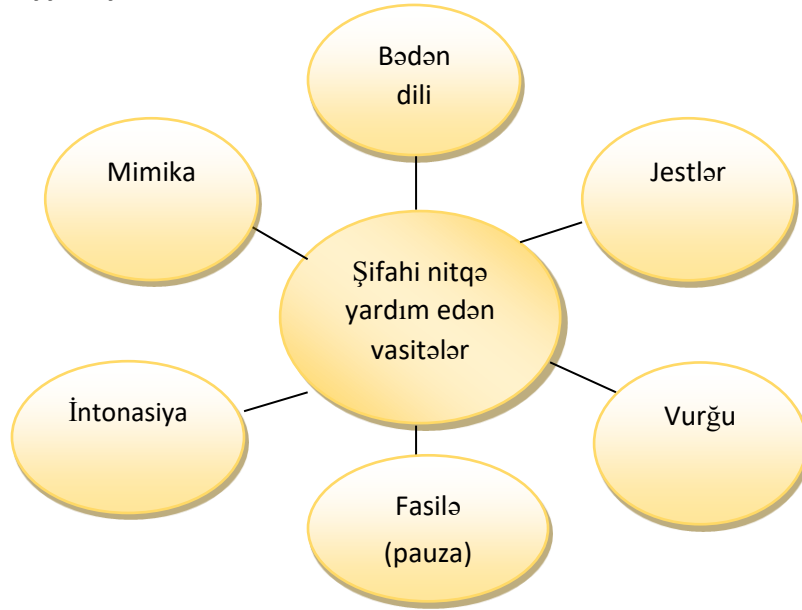 Bədən
dili
Mimika
Jestlər
Şifahi nitqə
yardım edən
vasitələr
İntonasiya
Vurğu
Fasilə
(pauza)